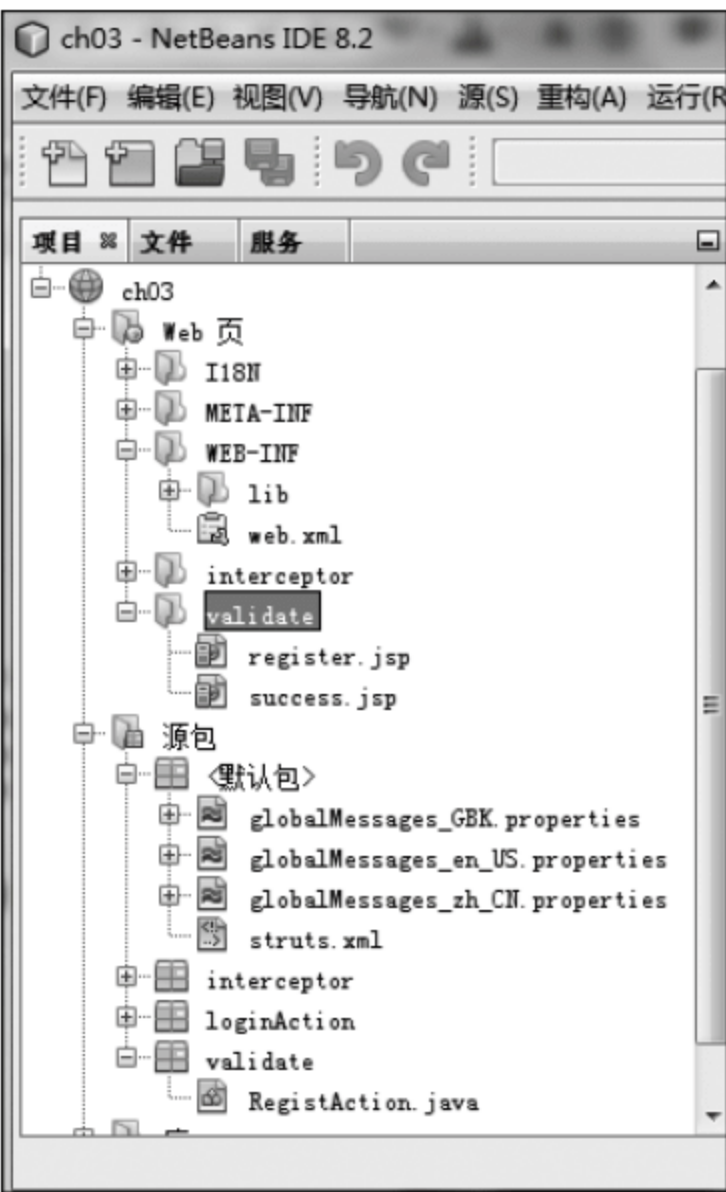 ch03 - NetBeans IDE 8.2
文件(F) 编辑(E) 视图(V) 导航(N) 源(S) 重构(A) 运行(R
项目 文件 服务
ch03
Web 页
I18N
META-INF
WEB-INF
lib
web.xml
interceptor
validate
register.jsp
success.jsp
源包
<默认包>
globalMessages_GBK.properties
globalMessages_en_US.properties
globalMessages_zh_CN.properties
struts.xml
interceptor
loginAction
validate
RegistAction.java